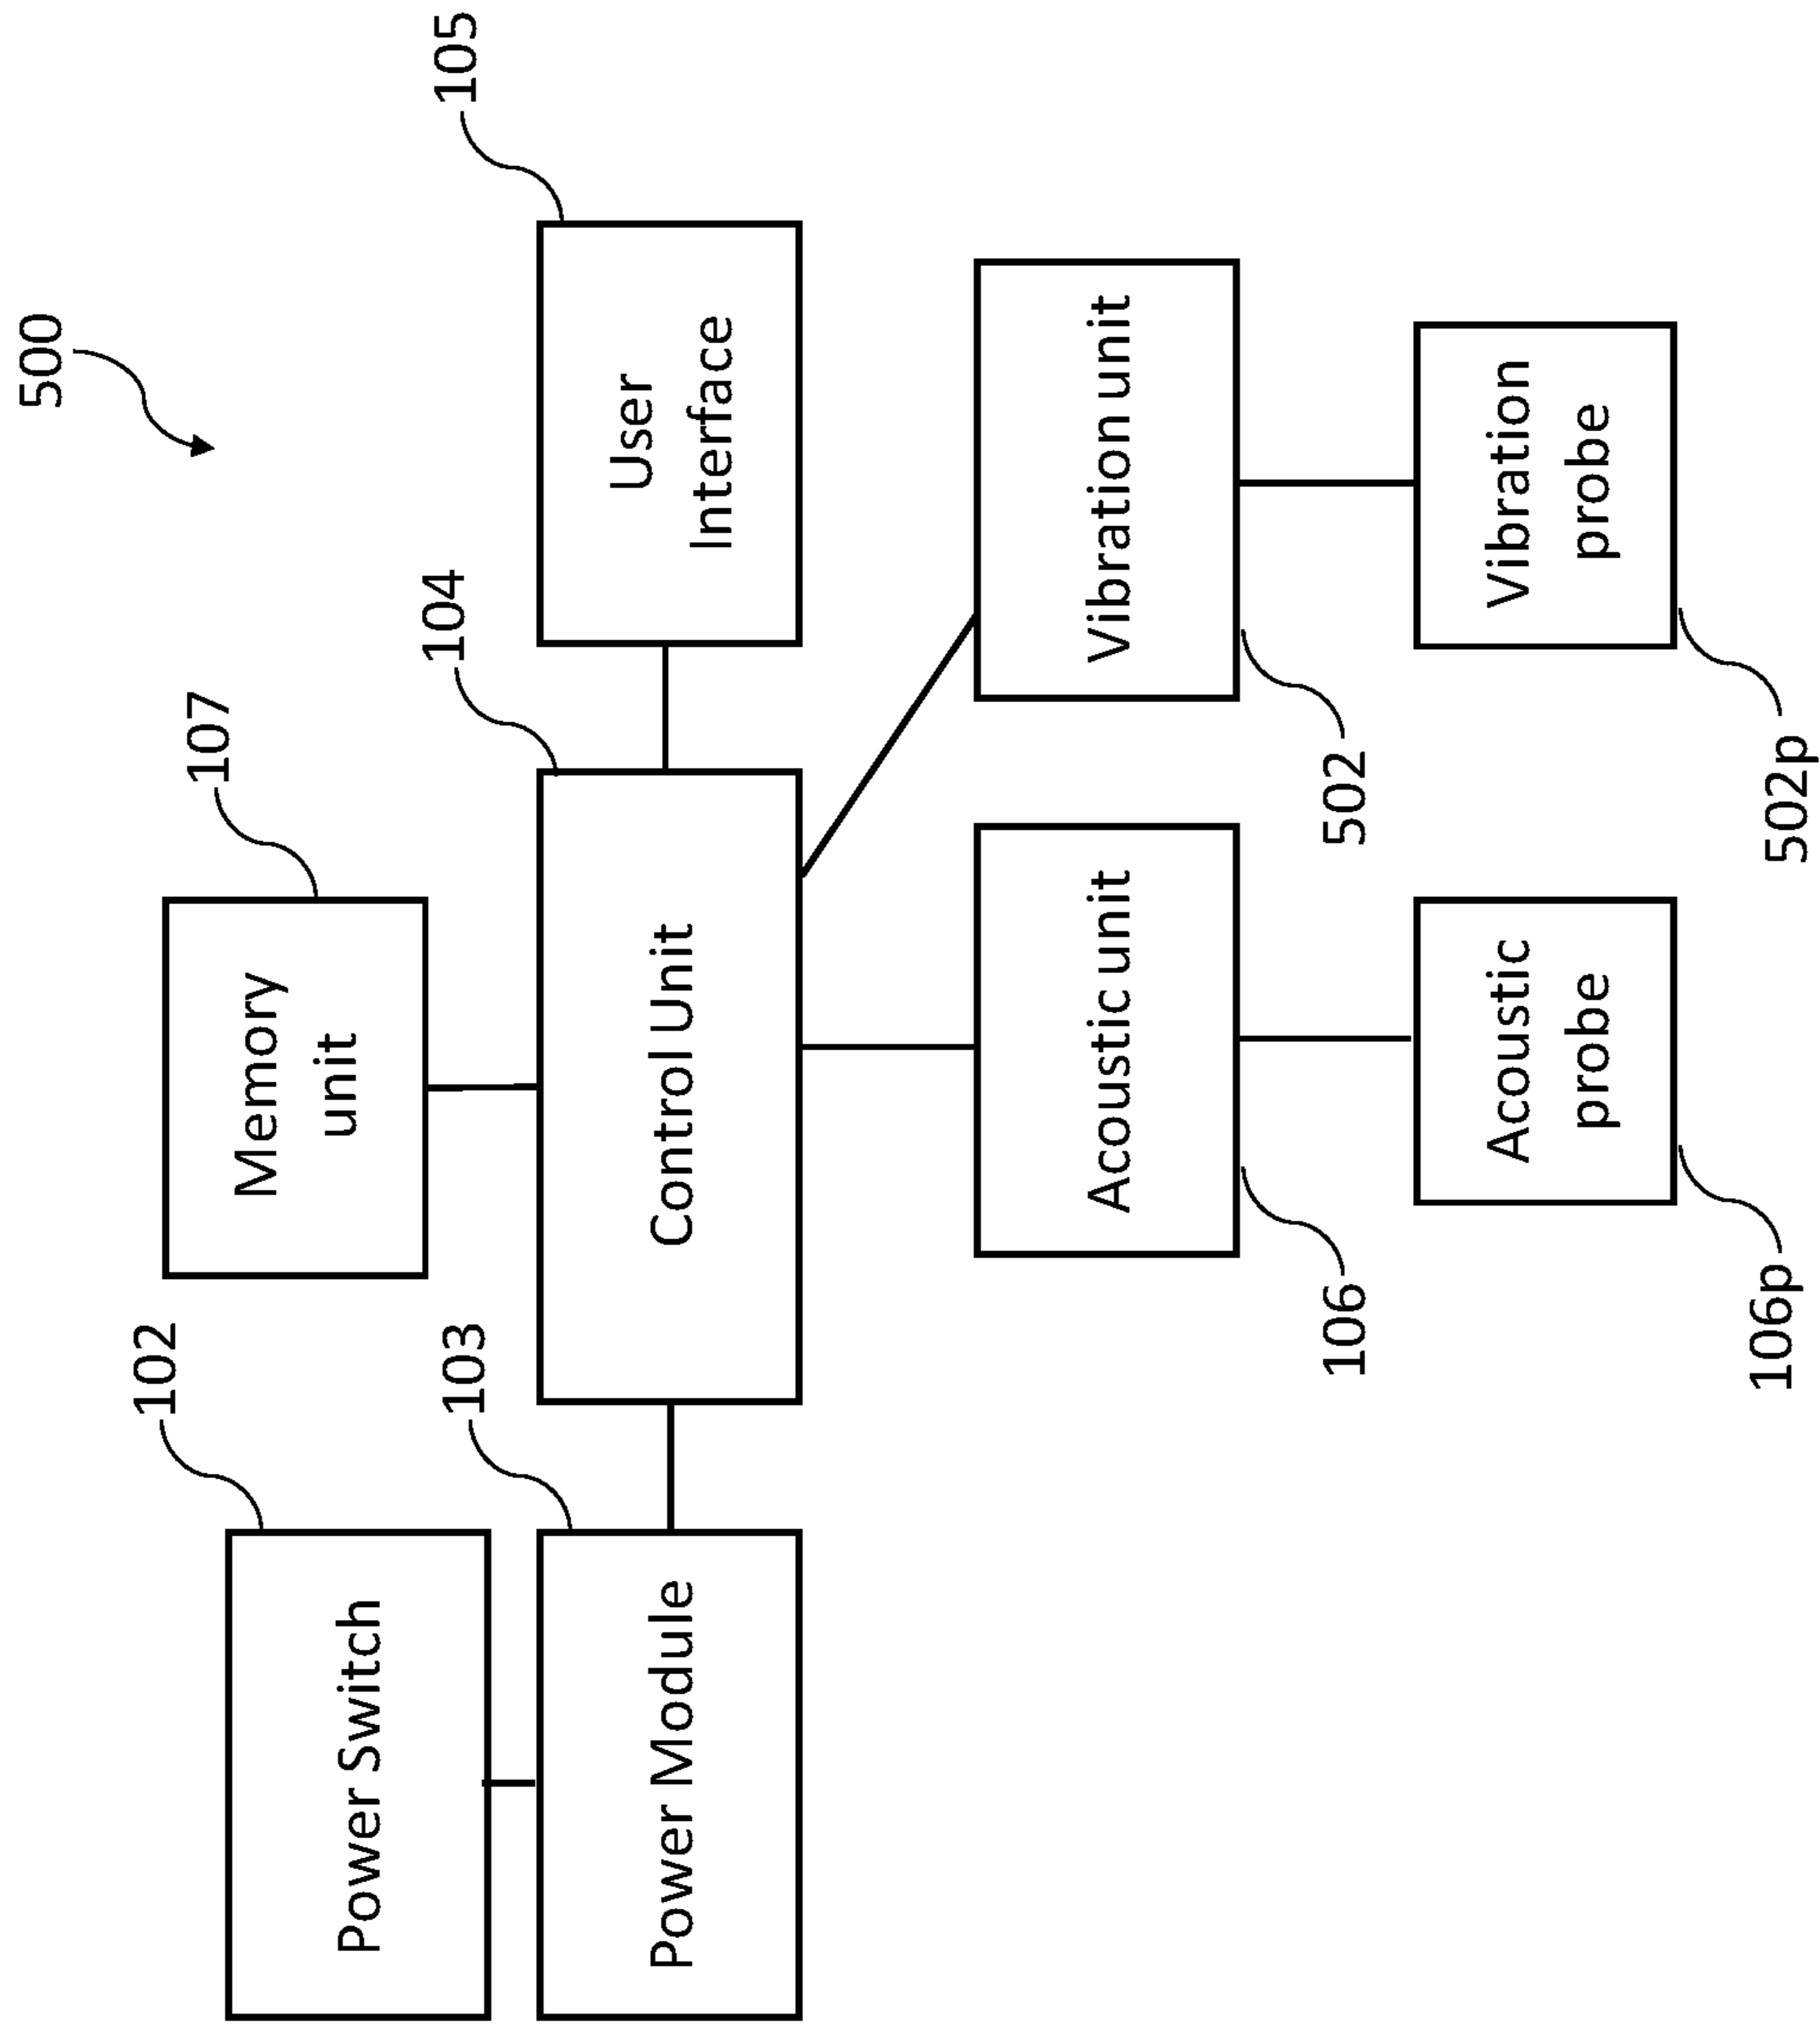 500
107
Memory
unit
102
Power Switch
103
Power Module
104
Control Unit
105
User
Interface
Acoustic unit
106
Vibration unit
502
Acoustic
probe
106p
Vibration
probe
502p